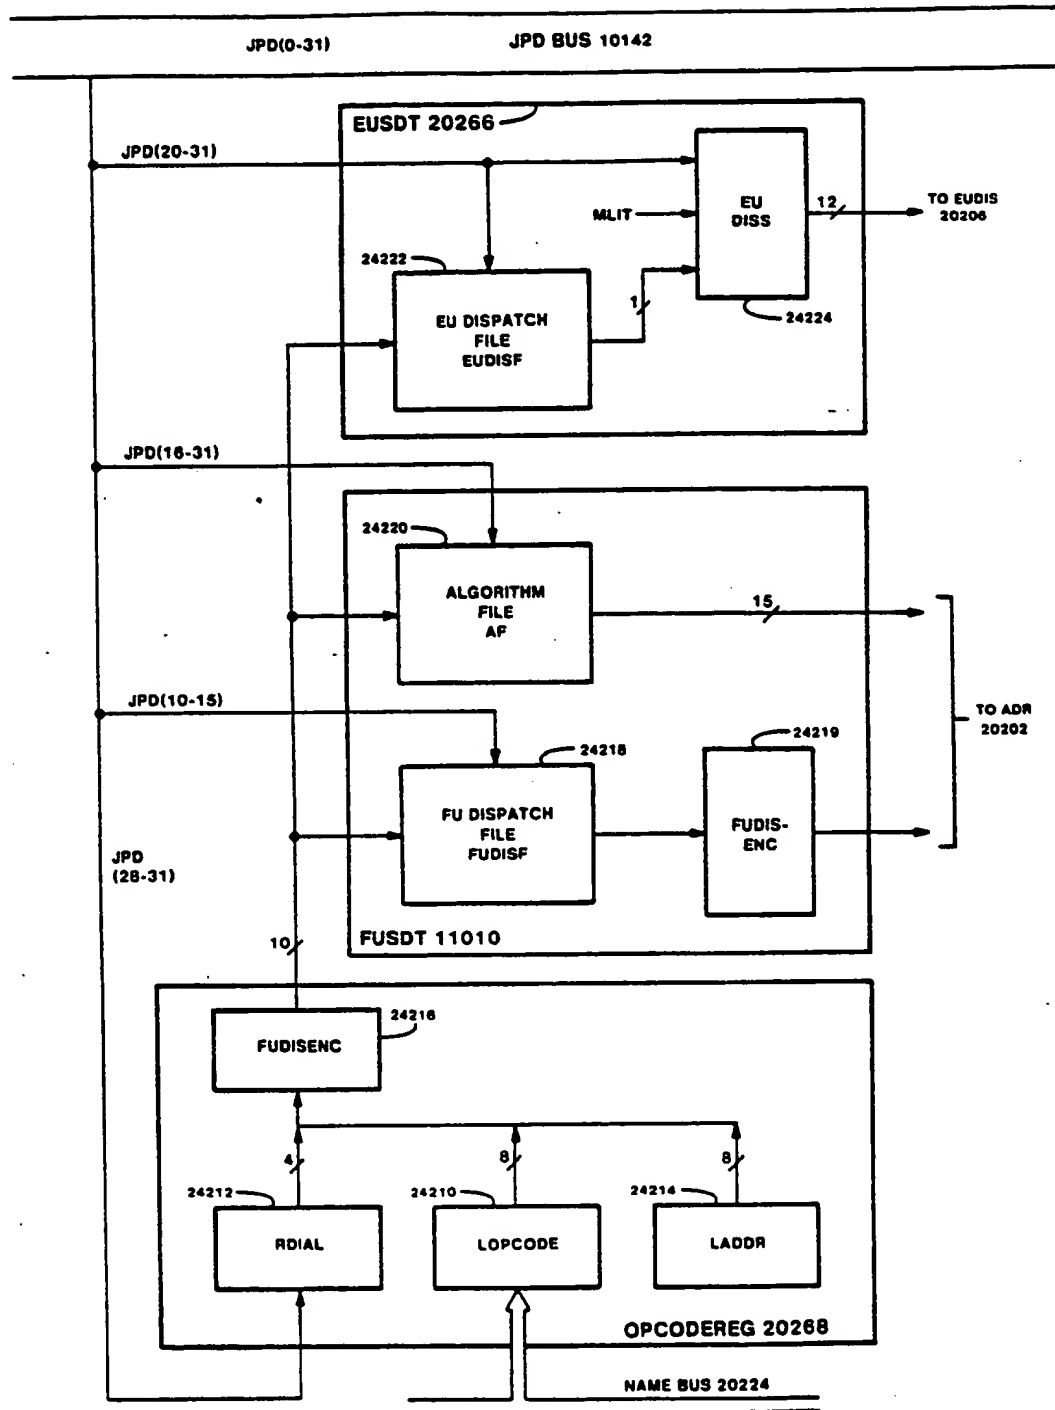 JPD(0-31) JPD BUS 10142
EUSDT 20266
JPD(20-31)
EU
DISS
12
TO EUDIS
20206
MLIT
24222
1
24224
EU DISPATCH
FILE
EUDISF
JPD(16-31)
24220
ALGORITHM
FILE
AF
15
JPD(10-15)
TO ADR
20202
24218
24219
FU DISPATCH
FILE
FUDISF
FUDIS-
ENC
JPD
(28-31)
FUSDT 11010
10
24216
FUDISENC
4
8
8
24212
24210
24214
RDIAL
LOPCODE
LADDR
OPCODEREG 20268
NAME BUS 20224